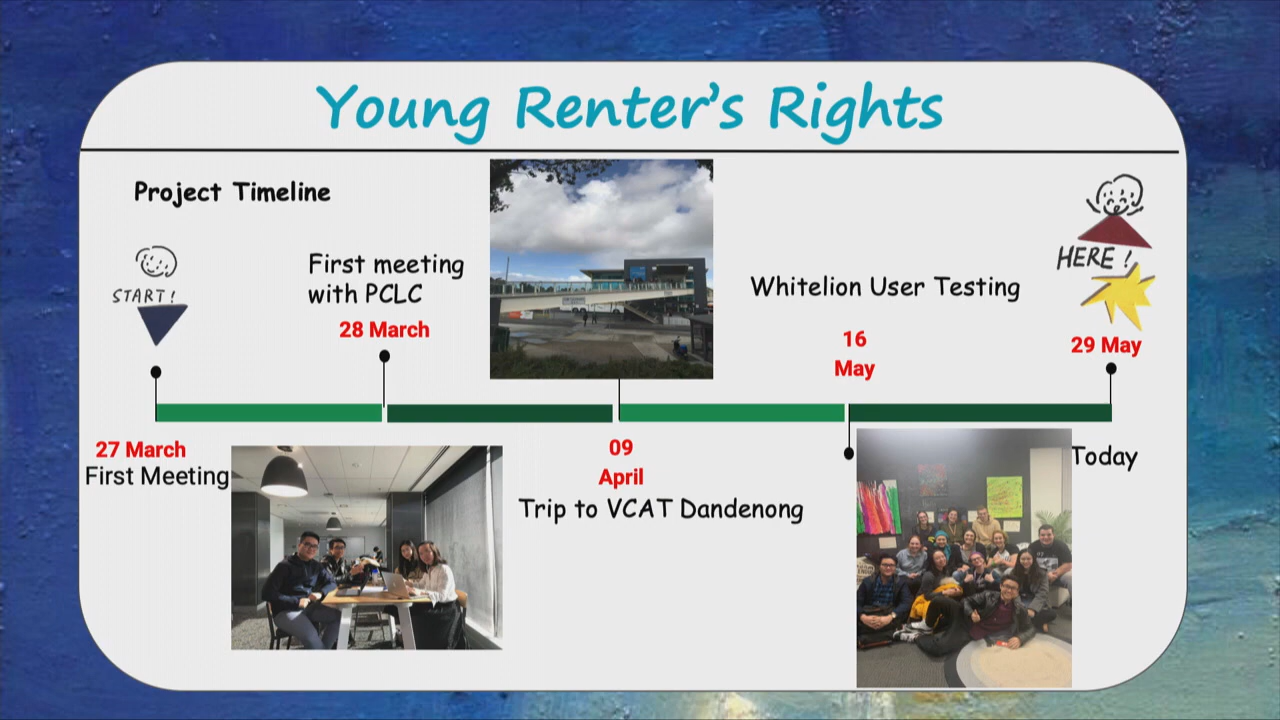 Young Renter's Rights
Project Timeline
START!
First meeting
with PCLC
28 March
Whitelion User Testing
16
May
HERE!
29 May
27 March
First Meeting
09
April
Trip to VCAT Dandenong
Today